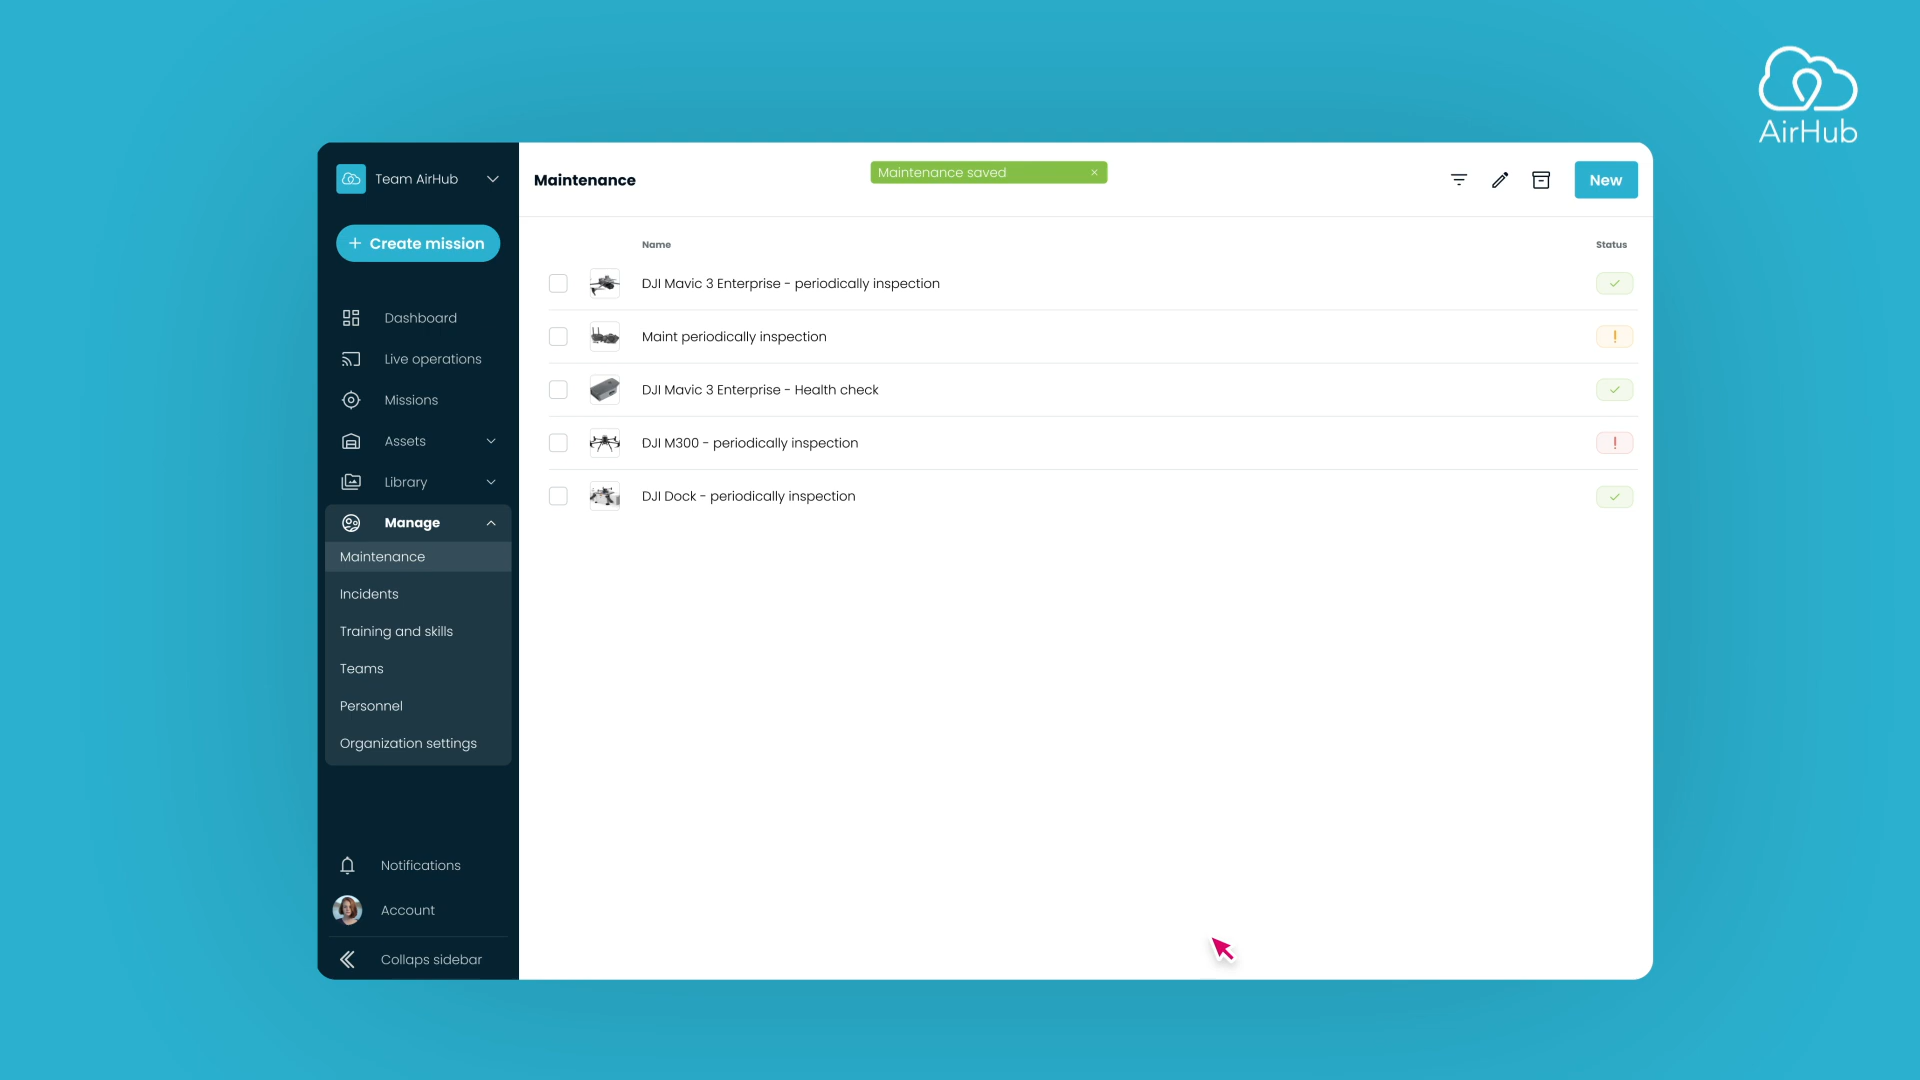 AirHub
Team AirHub
Create mission
Dashboard
Live operations
Missions
Assets
Library
Manage
Maintenance
Incidents
Training and skills
Teams
Personnel
Organization settings
Notifications
Account
Collaps sidebar
Maintenance
Maintenance saved
New
Name
Status
DJI Mavic 3 Enterprise - periodically inspection
Maint periodically inspection
DJI Mavic 3 Enterprise - Health check
DJI M300 - periodically inspection
DJI Dock - periodically inspection